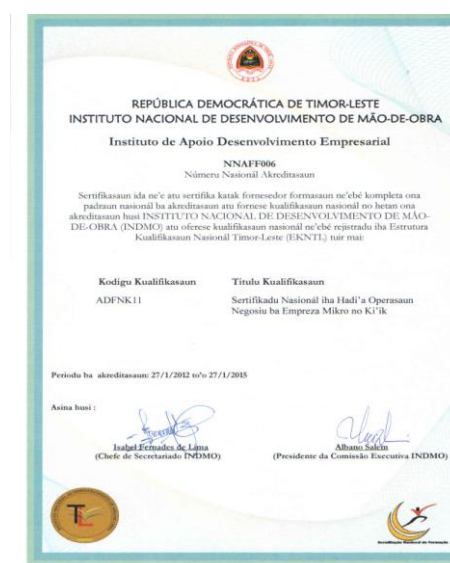 REPÚBLICA DEMOCRÁTICA DE TIMOR-LESTE
INSTITUTO NACIONAL DE DESENVOLVIMENTO DE MÃO-DE-OBRA
Instituto de Apoio Desenvolvimento Empresarial
NNAFF006
Númeru Nasionál Akreditasaun
Sertifikasaun ida ne'e atu sertifika katak fornesedor formasaun ne'ebé kompleta ona
padraun nasionál ba akreditasaun atu fornese kualifikasaun nasionál no hetan ona
akreditasaun husi INSTITUTO NACIONAL DE DESENVOLVIMENTO DE MÃO-
DE-OBRA (INDMO) atu oferese kualifikasaun nasionál ne'ebé rejistradu iha Estrutura
Kualifikasaun Nasionál Timor-Leste (EKNTL) tuir mai:
Kodigu Kualifikasaun Titulu Kualifikasaun
ADFNK11 Sertifikadu Nasionál iha Hadi'a Operasaun
Negosiu ba Empreza Mikro no Ki'ik
Periodu ba akreditasaun: 27/1/2012 to'o 27/1/2015
Asina husi :
Isabel Fernades de Lima Albano Salem
(Chefe de Secretariado INDMO) (Presidente da Comissão Executiva INDMO)
TL
Acreditação Nacional de Formação